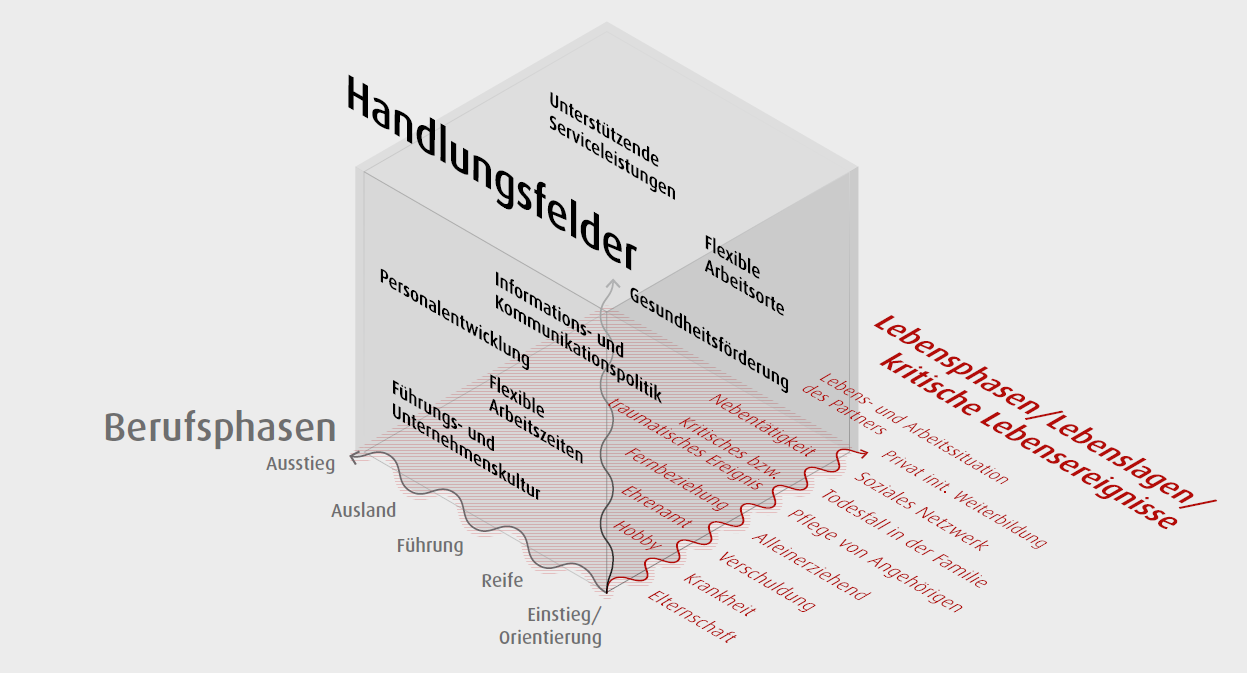 Handlungsfelder
Unterstützende
Serviceleistungen
Flexible
Arbeitsorte
Gesundheitsförderung
Informations- und
Kommunikationspolitik
Personalentwicklung
Flexible
Arbeitszeiten
Führungs- und
Unternehmenskultur
Berufsphasen
Ausstieg
Ausland
Führung
Reife
Einstieg/
Orientierung
Lebensphasen/Lebenslagen/
kritische Lebensereignisse
Lebens- und Arbeitssituation
des Partners
Nebentätigkeit
Kritisches bzw.
traumatisches Ereignis
Fernbeziehung
Ehrenamt
Hobby
Privat init. Weiterbildung
Soziales Netzwerk
Todesfall in der Familie
Pflege von Angehörigen
Alleinerziehend
Verschuldung
Krankheit
Elternschaft